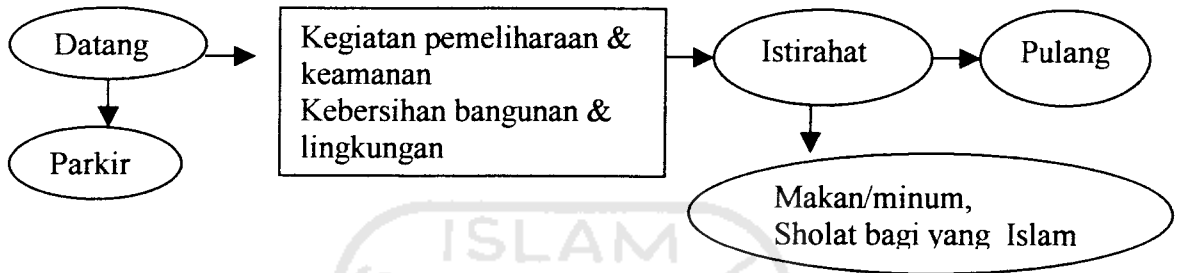 Datang
Kegiatan pemeliharaan &
keamanan
Kebersihan bangunan &
lingkungan
Istirahat
Pulang
Parkir
Makan/minum,
Sholat bagi yang Islam
ISLAM